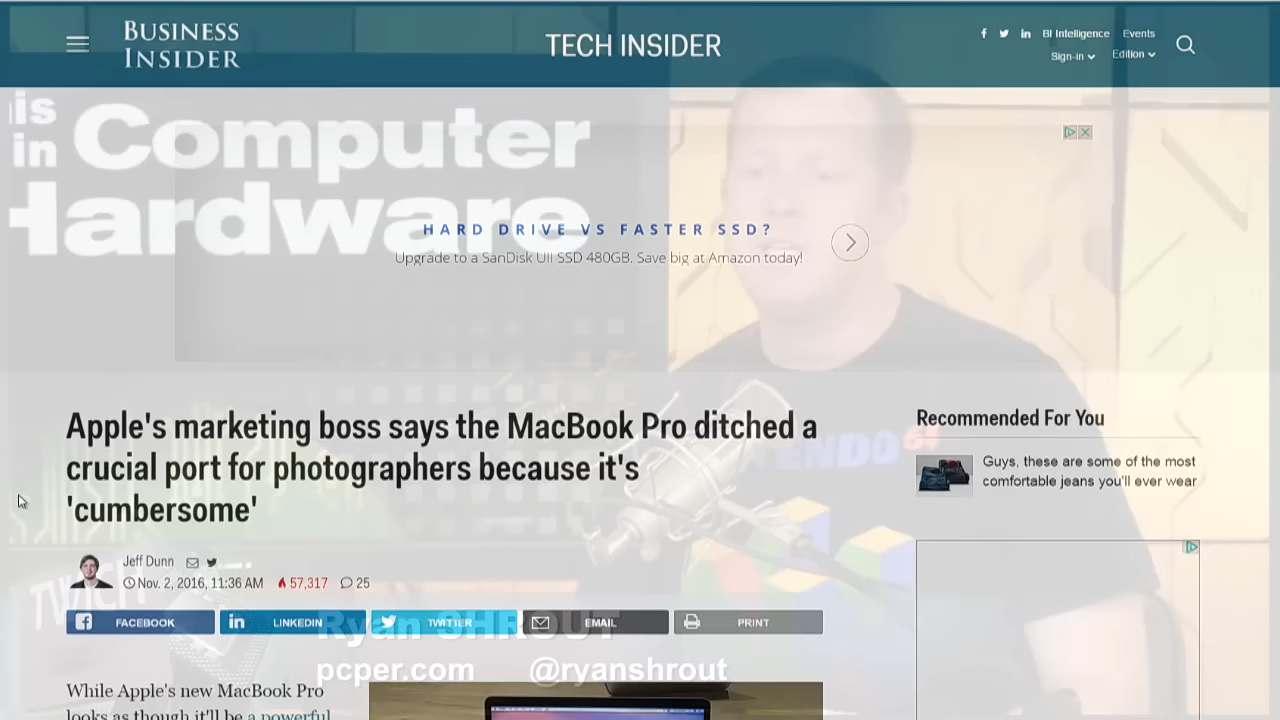 BUSINESS
INSIDER
TECH INSIDER
BI Intelligence
Events
Sign-in
Edition
is
in Computer
Hardware
HARD DRIVE VS FASTER SSD?
Upgrade to a SanDisk UII SSD 480GB. Save big at Amazon today!
Apple's marketing boss says the MacBook Pro ditched a
crucial port for photographers because it's
'cumbersome'
Jeff Dunn
Nov. 2, 2016, 11:36 AM
57,317
25
FACEBOOK
LINKEDIN
TWITTER
EMAIL
PRINT
Ryan SHROUT
pcper.com @ryanshrout
While Apple's new MacBook Pro
looks as though it'll be a powerful
Recommended For You
Guys, these are some of the most
comfortable jeans you'll ever wear